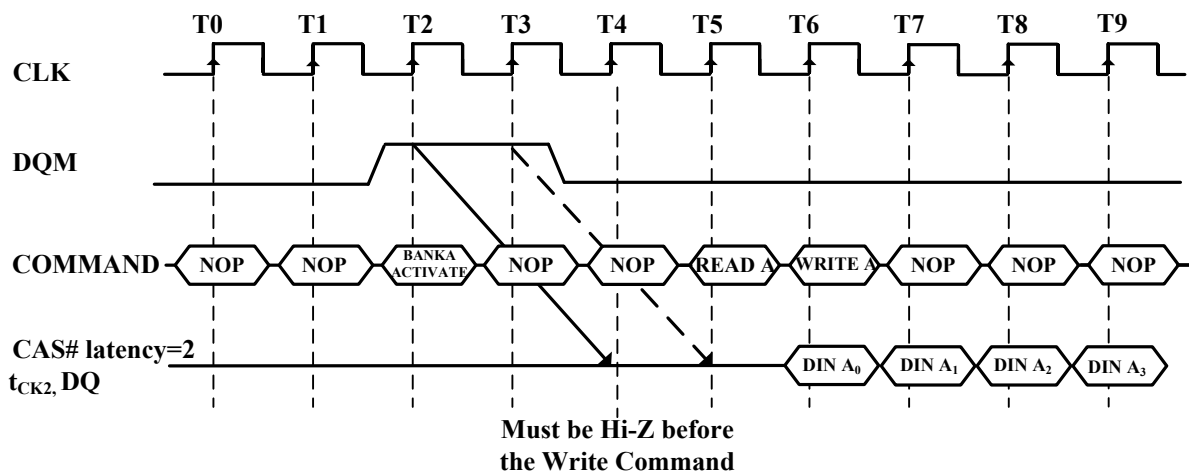 T0 T1 T2 T3 T4 T5 T6 T7 T8 T9
CLK
DQM
COMMAND NOP NOP BANKA ACTIVATE NOP NOP READ A WRITE A NOP NOP NOP
CAS# latency=2
tCK2, DQ DIN A0 DIN A1 DIN A2 DIN A3
Must be Hi-Z before
the Write Command